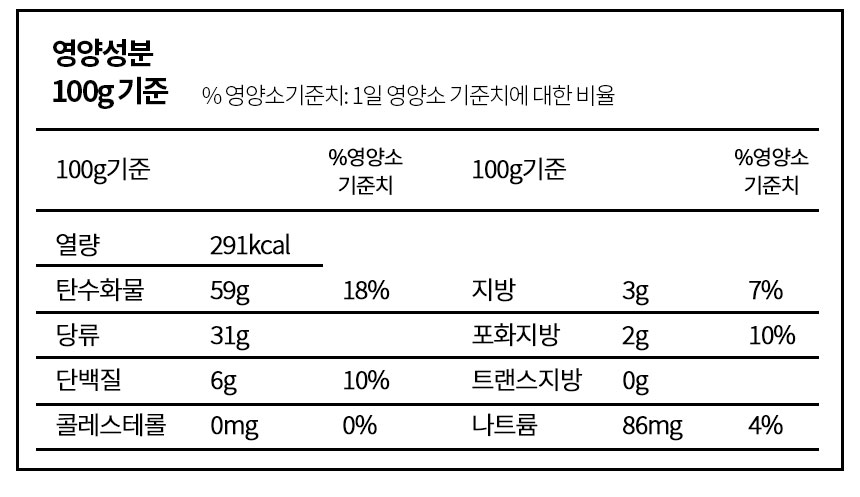 영양성분
100g 기준 % 영양소기준치: 1일 영양소 기준치에 대한 비율
100g기준 %영양소 기준치 100g기준 %영양소 기준치
열량 291kcal
탄수화물 59g 18% 지방 3g 7%
당류 31g 포화지방 2g 10%
단백질 6g 10% 트랜스지방 0g
콜레스테롤 0mg 0% 나트륨 86mg 4%